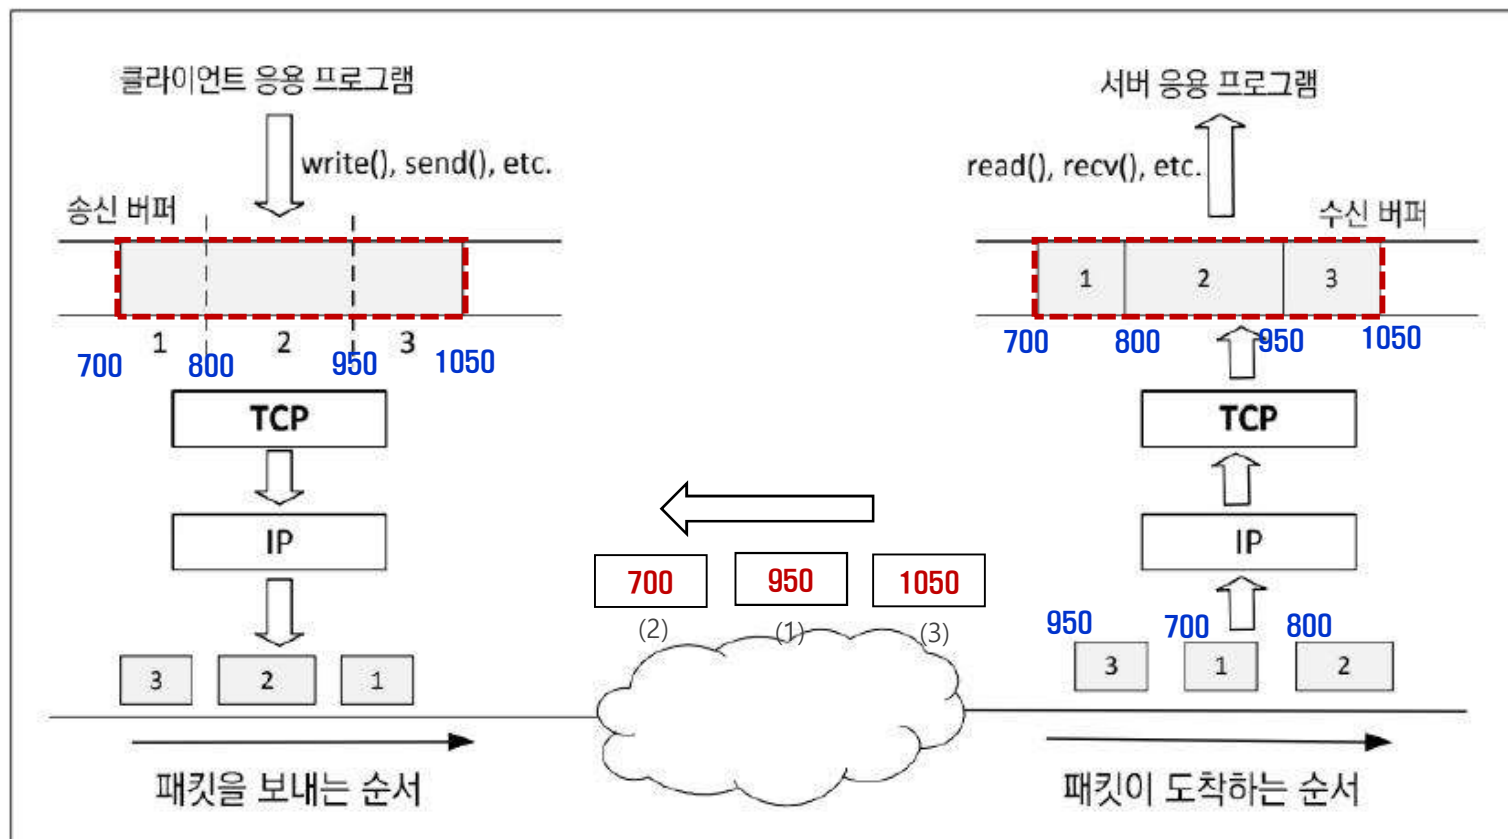 클라이언트 응용 프로그램
서버 응용 프로그램
write(), send(), etc.
read(), recv(), etc.
송신 버퍼
수신 버퍼
1 2 3
1 2 3
700 800 950 1050
700 800 950 1050
TCP
TCP
IP
IP
700 950 1050
(2) (1) (3)
950 700 800
3 2 1
3 1 2
패킷을 보내는 순서
패킷이 도착하는 순서